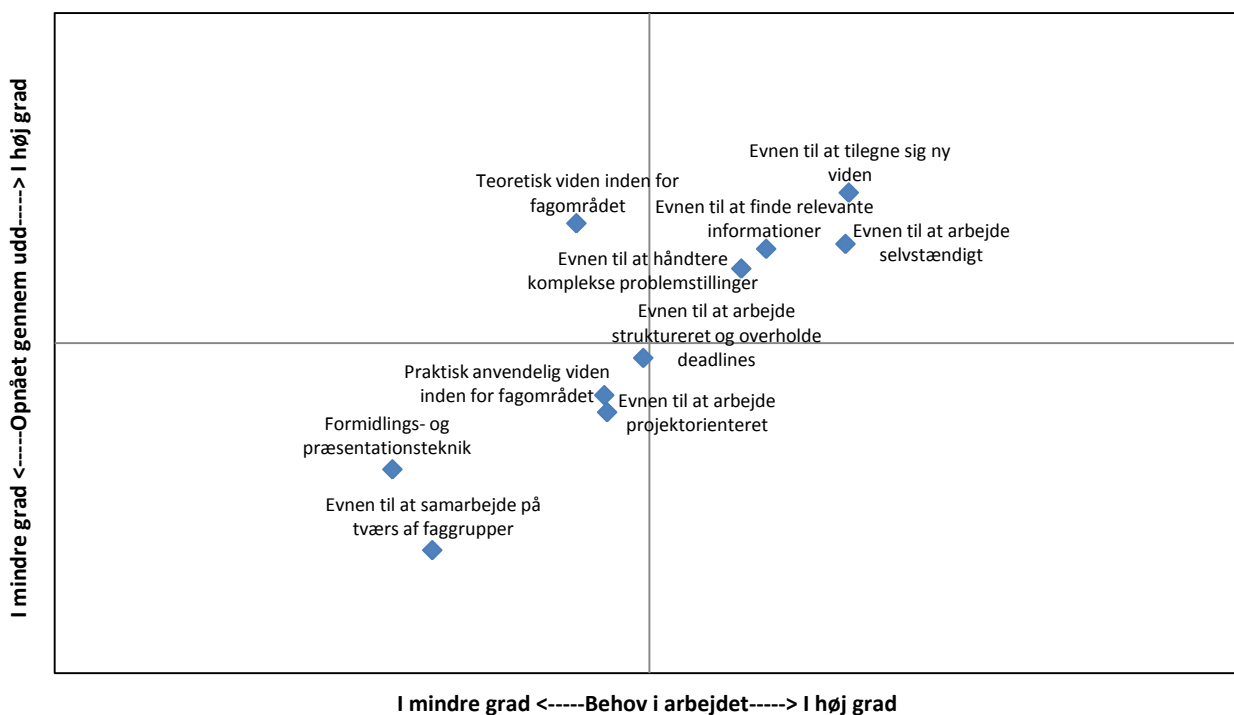 I mindre grad <-----Opnået gennem udd-----> I høj grad
Evnen til at tilegne sig ny
viden
Teoretisk viden inden for
fagområdet
Evnen til at finde relevante
informationer
Evnen til at arbejde
selvstændigt
Evnen til at håndtere
komplekse problemstillinger
Evnen til at arbejde
struktureret og overholde
deadlines
Praktisk anvendelig viden
inden for fagområdet
Evnen til at arbejde
projektorienteret
Formidlings- og
præsentationsteknik
Evnen til at samarbejde på
tværs af faggrupper
I mindre grad <-----Behov i arbejdet-----> I høj grad